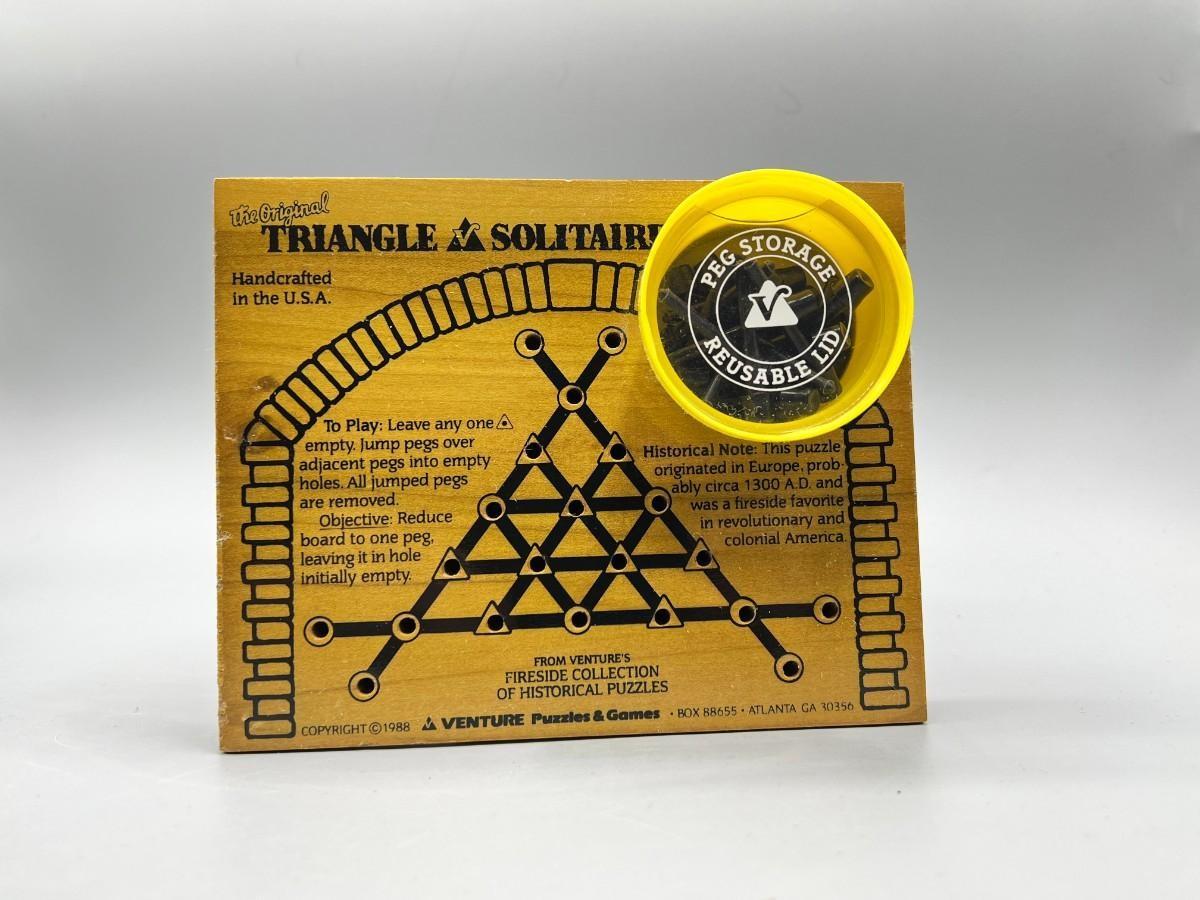 the Original
TRIANGLE SOLITAIRE
Handcrafted
in the U.S.A.
PEG STORAGE
REUSABLE LID
To Play: Leave any one
empty. Jump pegs over
adjacent pegs into empty
holes. All jumped pegs
are removed.
Objective: Reduce
board to one peg,
leaving it in hole
initially empty.
Historical Note: This puzzle
originated in Europe, prob-
ably circa 1300 A.D. and
was a fireside favorite
in revolutionary and
colonial America.
FROM VENTURE'S
FIRESIDE COLLECTION
OF HISTORICAL PUZZLES
COPYRIGHT © 1988 VENTURE Puzzles & Games • BOX 88655 • ATLANTA GA 30356